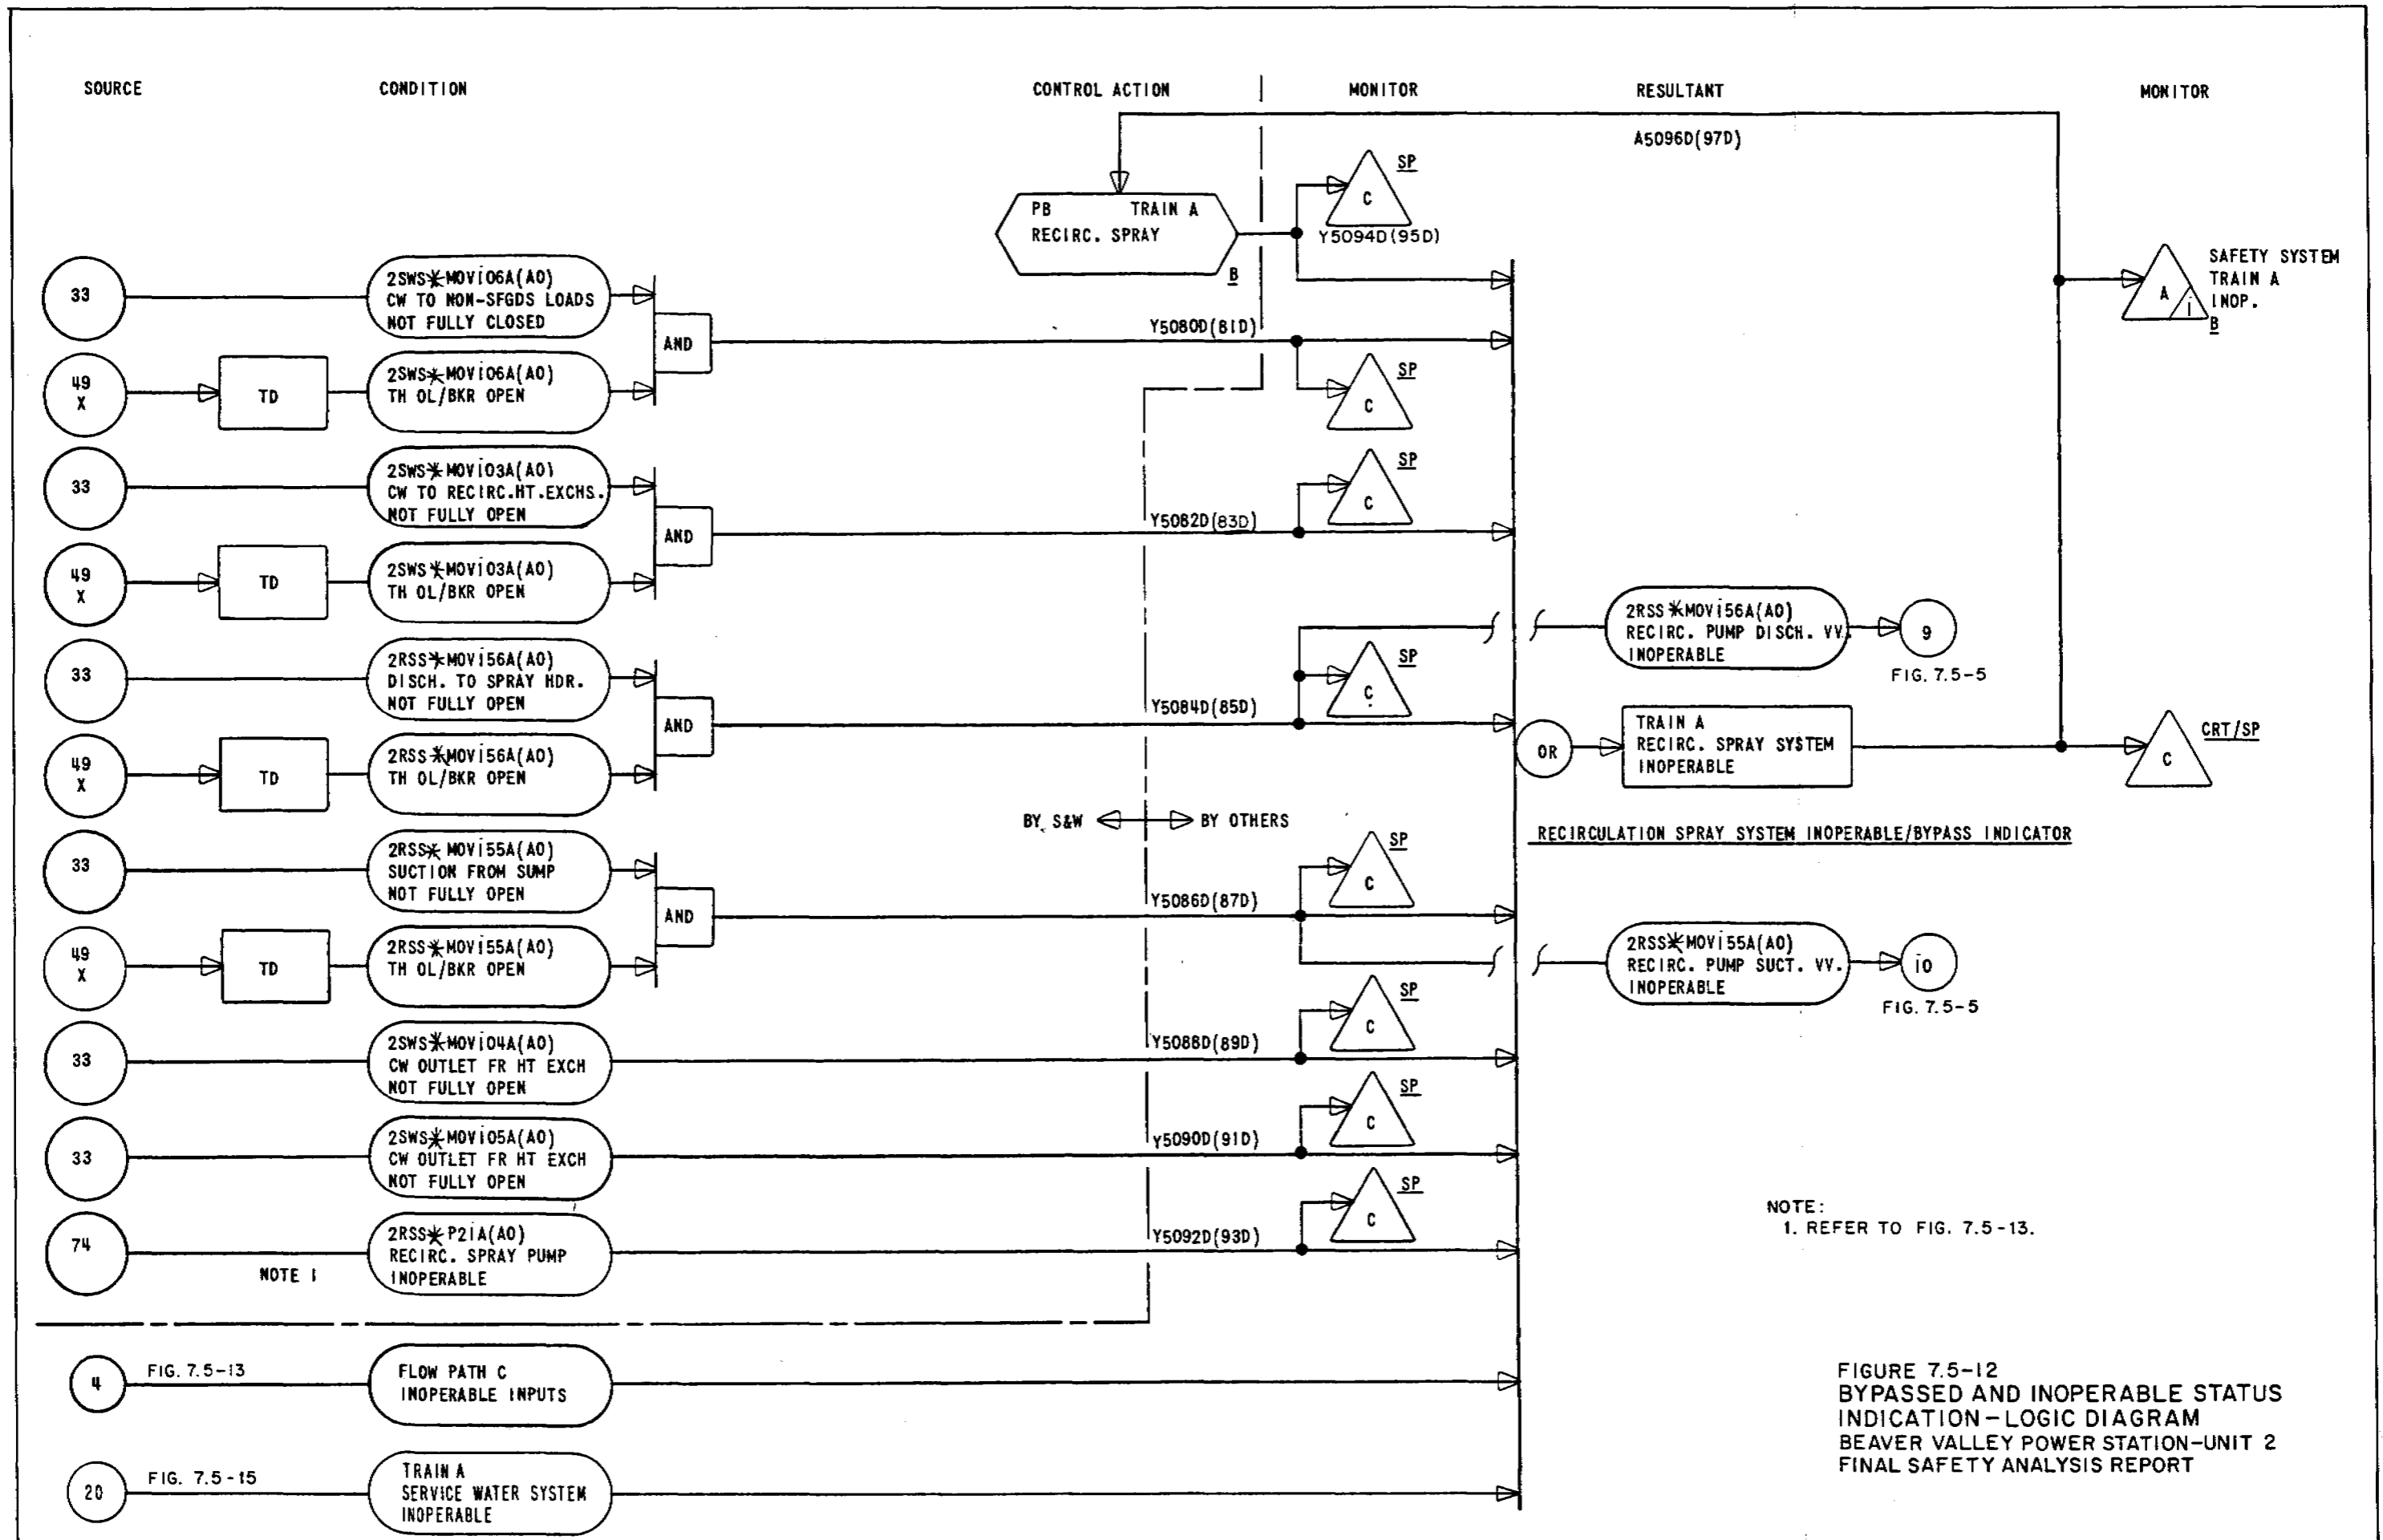 SOURCE
CONDITION
CONTROL ACTION
MONITOR
RESULTANT
MONITOR
A5096D(97D)
PB TRAIN A
RECIRC. SPRAY
B
SP
C
Y5094D(95D)
SAFETY SYSTEM
TRAIN A
INOP.
A
1
B
33
2SWS*MOV106A(AO)
CW TO NON-SFGDS LOADS
NOT FULLY CLOSED
49
X
TD
2SWS*MOV106A(AO)
TH OL/BKR OPEN
AND
Y5080D(81D)
SP
C
33
2SWS*MOV103A(AO)
CW TO RECIRC.HT.EXCHS.
NOT FULLY OPEN
49
X
TD
2SWS*MOV103A(AO)
TH OL/BKR OPEN
AND
Y5082D(83D)
SP
C
33
2RSS*MOV156A(AO)
DISCH. TO SPRAY HDR.
NOT FULLY OPEN
49
X
TD
2RSS*MOV156A(AO)
TH OL/BKR OPEN
AND
Y5084D(85D)
SP
C
2RSS*MOV156A(AO)
RECIRC. PUMP DISCH. VV.
INOPERABLE
9
FIG. 7.5-5
OR
TRAIN A
RECIRC. SPRAY SYSTEM
INOPERABLE
CRT/SP
C
BY S&W
BY OTHERS
RECIRCULATION SPRAY SYSTEM INOPERABLE/BYPASS INDICATOR
33
2RSS*MOV155A(AO)
SUCTION FROM SUMP
NOT FULLY OPEN
49
X
TD
2RSS*MOV155A(AO)
TH OL/BKR OPEN
AND
Y5086D(87D)
SP
C
2RSS*MOV155A(AO)
RECIRC. PUMP SUCT. VV.
INOPERABLE
10
FIG. 7.5-5
33
2SWS*MOV104A(AO)
CW OUTLET FR HT EXCH
NOT FULLY OPEN
Y5088D(89D)
SP
C
33
2SWS*MOV105A(AO)
CW OUTLET FR HT EXCH
NOT FULLY OPEN
Y5090D(91D)
SP
C
74
NOTE 1
2RSS*P21A(AO)
RECIRC. SPRAY PUMP
INOPERABLE
Y5092D(93D)
SP
C
NOTE:
1. REFER TO FIG. 7.5-13.
4
FIG. 7.5-13
FLOW PATH C
INOPERABLE INPUTS
20
FIG. 7.5-15
TRAIN A
SERVICE WATER SYSTEM
INOPERABLE
FIGURE 7.5-12
BYPASSED AND INOPERABLE STATUS
INDICATION-LOGIC DIAGRAM
BEAVER VALLEY POWER STATION-UNIT 2
FINAL SAFETY ANALYSIS REPORT